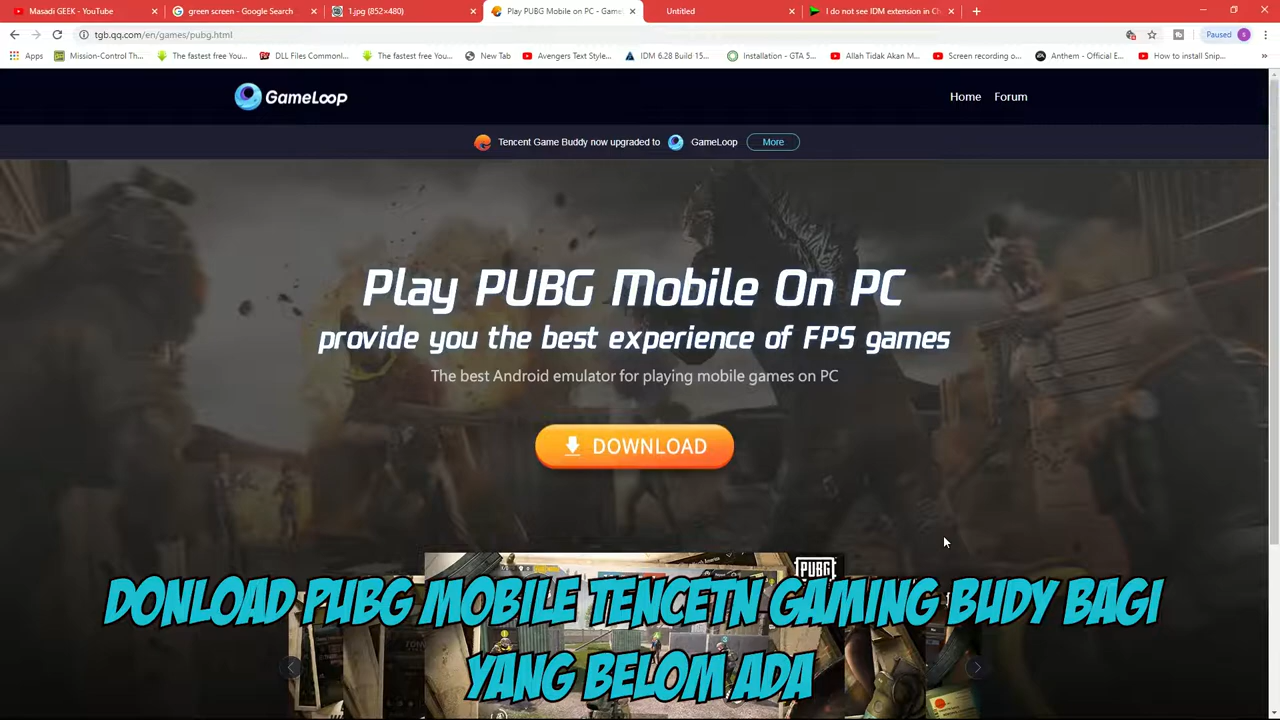 Masadi GEEK - YouTube
green screen - Google Search
1.jpg (852×480)
Play PUBG Mobile on PC - Games
Untitled
I do not see IDM extension in Ch
tgb.qq.com/en/games/pubg.html
Paused
s
Apps
Mission-Control Th...
The fastest free You...
DLL Files Commonl...
The fastest free You...
New Tab
Avengers Text Style...
IDM 6.28 Build 15...
Installation - GTA 5...
Allah Tidak Akan M...
Screen recording o...
Anthem - Official E...
How to install Snip...
GameLoop
Home
Forum
Tencent Game Buddy now upgraded to
GameLoop
More
Play PUBG Mobile On PC
provide you the best experience of FPS games
The best Android emulator for playing mobile games on PC
DOWNLOAD
PUBG
DONLOAD PUBG MOBILE TENCETN GAMING BUDY BAGI
YANG BELOM ADA